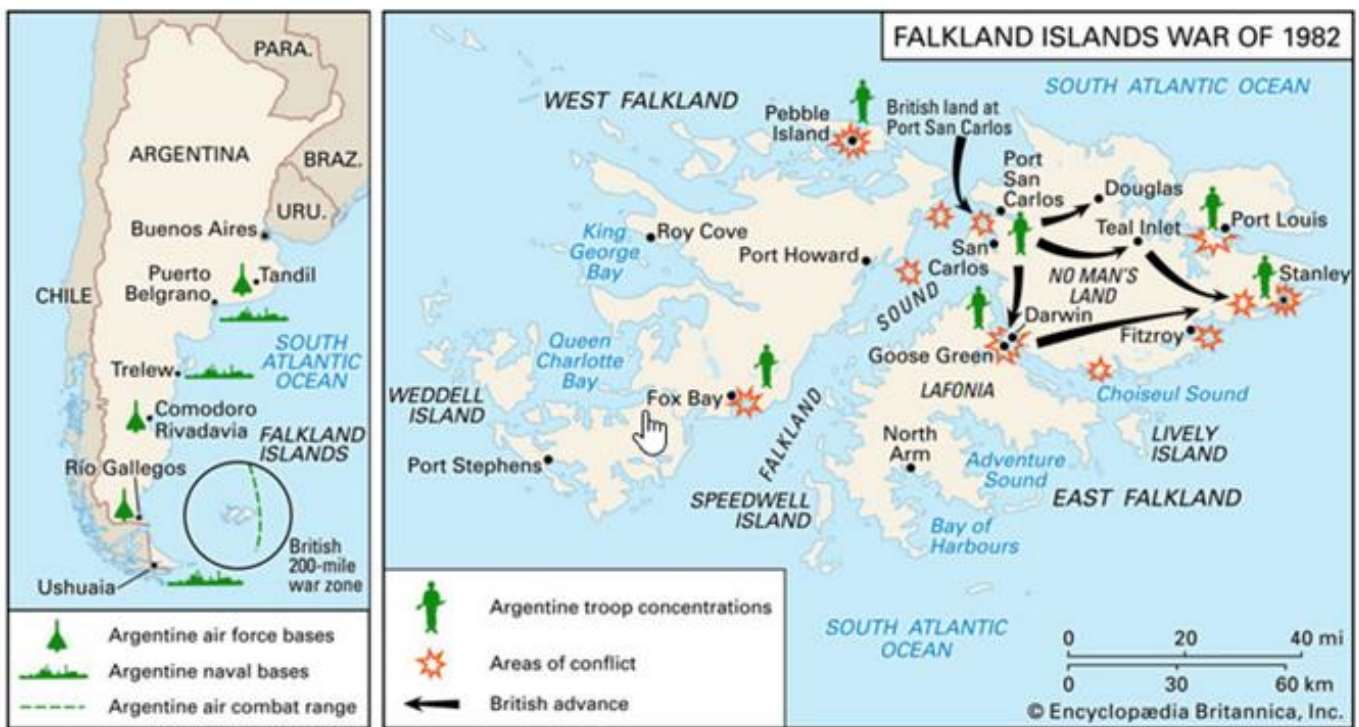 PARA.
ARGENTINA
BRAZ.
URU.
Buenos Aires
Puerto
Belgrano
Tandil
CHILE
SOUTH
ATLANTIC
OCEAN
Trelew
Comodoro
Rivadavia
FALKLAND
ISLANDS
Río Gallegos
British
200-mile
war zone
Ushuaia
Argentine air force bases
Argentine naval bases
Argentine air combat range
FALKLAND ISLANDS WAR OF 1982
SOUTH ATLANTIC
OCEAN
WEST FALKLAND
Pebble
Island
British land at
Port San Carlos
Port
San
Carlos
Douglas
Teal Inlet
Port Louis
King
George
Bay
Roy Cove
Port Howard
San
Carlos
NO MAN'S
LAND
Stanley
FALKLAND SOUND
Darwin
Goose Green
Fitzroy
Queen
Charlotte
Bay
LAFONIA
Choiseul Sound
WEDDELL
ISLAND
Fox Bay
Port Stephens
North
Arm
Adventure
Sound
LIVELY
ISLAND
SPEEDWELL
ISLAND
EAST FALKLAND
Bay of
Harbours
Argentine troop concentrations
Areas of conflict
British advance
SOUTH ATLANTIC
OCEAN
0 20 40 mi
0 30 60 km
© Encyclopædia Britannica, Inc.